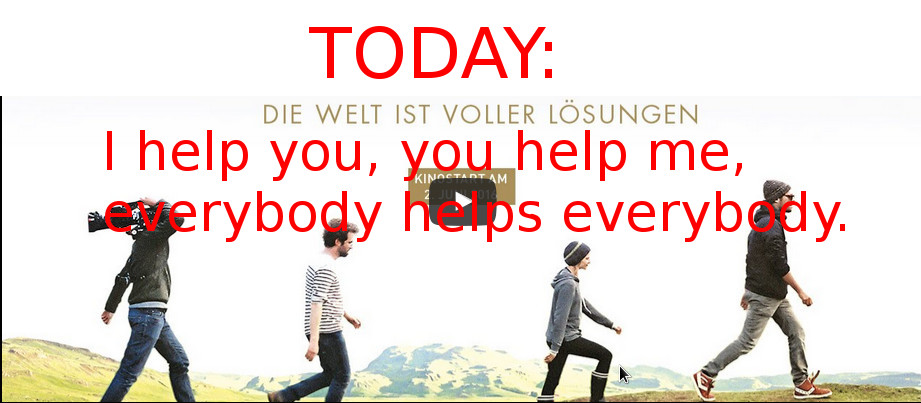 TODAY:
DIE WELT IST VOLLER LÖSUNGEN
I help you, you help me,
KINOSTART AM
everybody helps everybody.